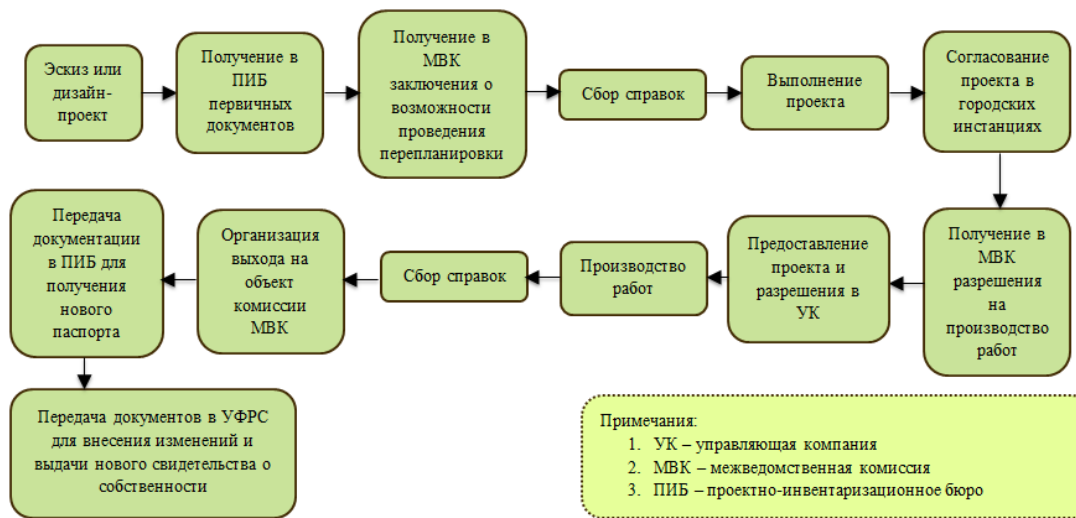 Эскиз или
дизайн-
проект
Получение в
ПИБ
первичных
документов
Получение в
МВК
заключения о
возможности
проведения
перепланировки
Сбор справок
Выполнение
проекта
Согласование
проекта в
городских
инстанциях
Получение в
МВК
разрешения
на
производство
работ
Предоставление
проекта и
разрешения в
УК
Производство
работ
Сбор справок
Организация
выхода на
объект
комиссии
МВК
Передача
документации
в ПИБ для
получения
нового
паспорта
Передача документов в УФРС
для внесения изменений и
выдачи нового свидетельства о
собственности
Примечания:
1. УК – управляющая компания
2. МВК – межведомственная комиссия
3. ПИБ – проектно-инвентаризационное бюро